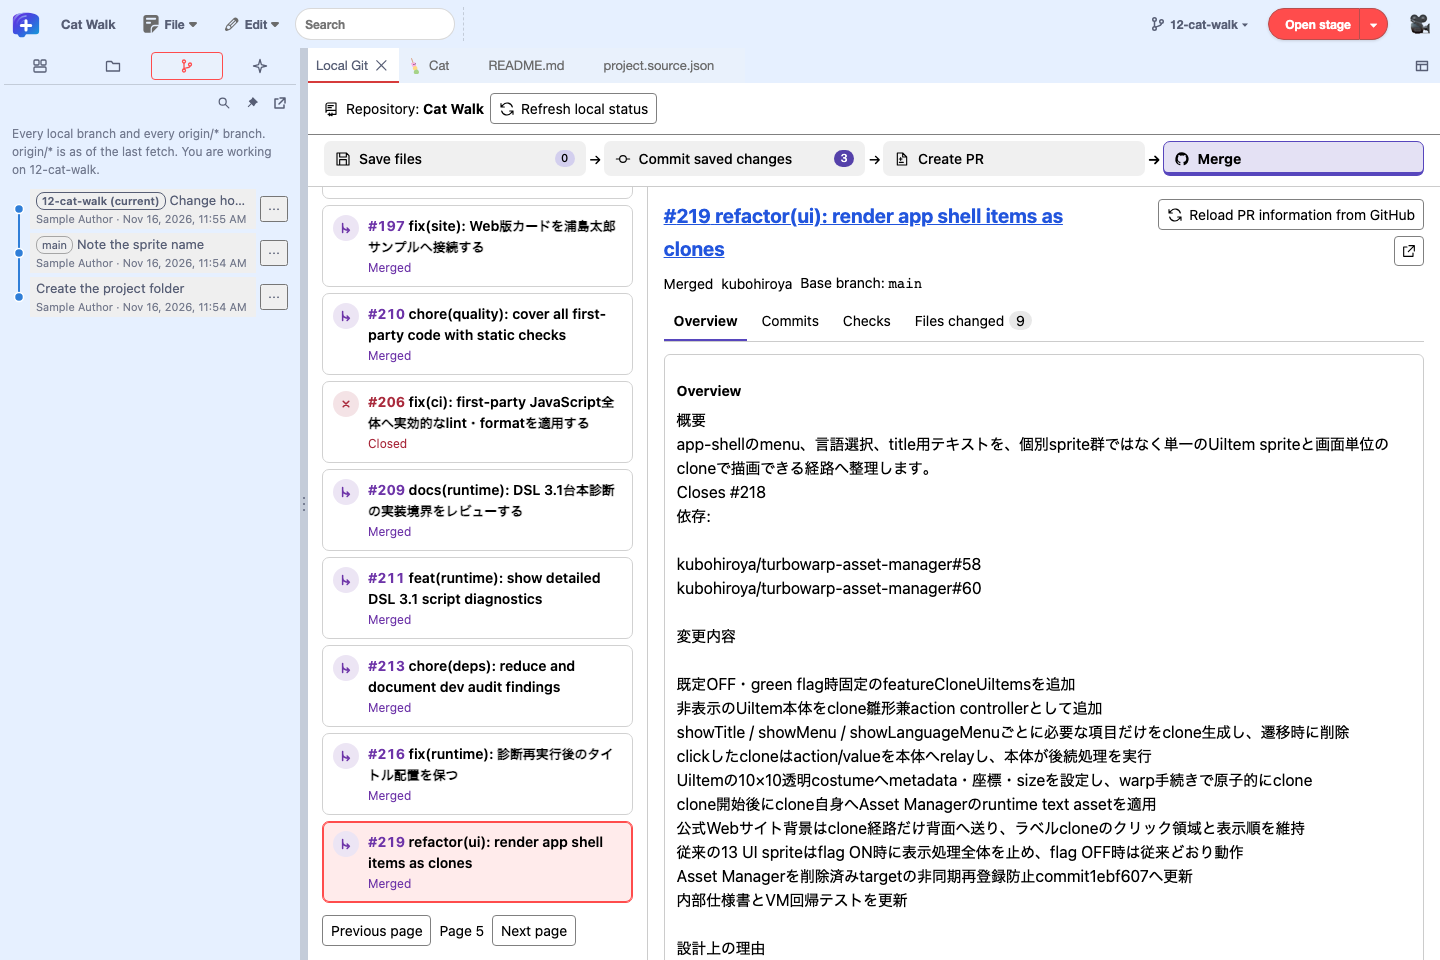 Cat Walk
File
Edit
Search
12-cat-walk
Open stage
Local Git
Cat
README.md
project.source.json
Repository: Cat Walk
Refresh local status
Every local branch and every origin/* branch.
origin/* is as of the last fetch. You are working
on 12-cat-walk.
12-cat-walk (current) Change ho...
Sample Author · Nov 16, 2026, 11:55 AM
...
main Note the sprite name
Sample Author · Nov 16, 2026, 11:54 AM
...
Create the project folder
Sample Author · Nov 16, 2026, 11:54 AM
...
Save files 0
Commit saved changes 3
Create PR
Merge
#197 fix(site): Web版カードを浦島太郎
サンプルへ接続する
Merged
#210 chore(quality): cover all first-
party code with static checks
Merged
#206 fix(ci): first-party JavaScript全
体へ実効的なlint・formatを適用する
Closed
#209 docs(runtime): DSL 3.1台本診断
の実装境界をレビューする
Merged
#211 feat(runtime): show detailed
DSL 3.1 script diagnostics
Merged
#213 chore(deps): reduce and
document dev audit findings
Merged
#216 fix(runtime): 診断再実行後のタイ
トル配置を保つ
Merged
#219 refactor(ui): render app shell
items as clones
Merged
Previous page
Page 5
Next page
#219 refactor(ui): render app shell items as
clones
Reload PR information from GitHub
Merged kubohiroya Base branch: main
Overview
Commits
Checks
Files changed 9
Overview
概要
app-shellのmenu、言語選択、title用テキストを、個別sprite群ではなく単一のUiItem spriteと画面単位の
cloneで描画できる経路へ整理します。
Closes #218
依存:
kubohiroya/turbowarp-asset-manager#58
kubohiroya/turbowarp-asset-manager#60
変更内容
既定OFF・green flag時固定のfeatureCloneUiItemsを追加
非表示のUiItem本体をclone雛形兼action controllerとして追加
showTitle / showMenu / showLanguageMenuごとに必要な項目だけをclone生成し、遷移時に削除
clickしたcloneはaction/valueを本体へrelayし、本体が後続処理を実行
UiItemの10×10透明costumeへmetadata・座標・sizeを設定し、warp手続きで原子的にclone
clone開始後にclone自身へAsset Managerのruntime text assetを適用
公式Webサイト背景はclone経路だけ背面へ送り、ラベルcloneのクリック領域と表示順を維持
従来の13 UI spriteはflag ON時に表示処理全体を止め、flag OFF時は従来どおり動作
Asset Managerを削除済みtargetの非同期再登録防止commit1ebf607へ更新
内部仕様書とVM回帰テストを更新
設計上の理由